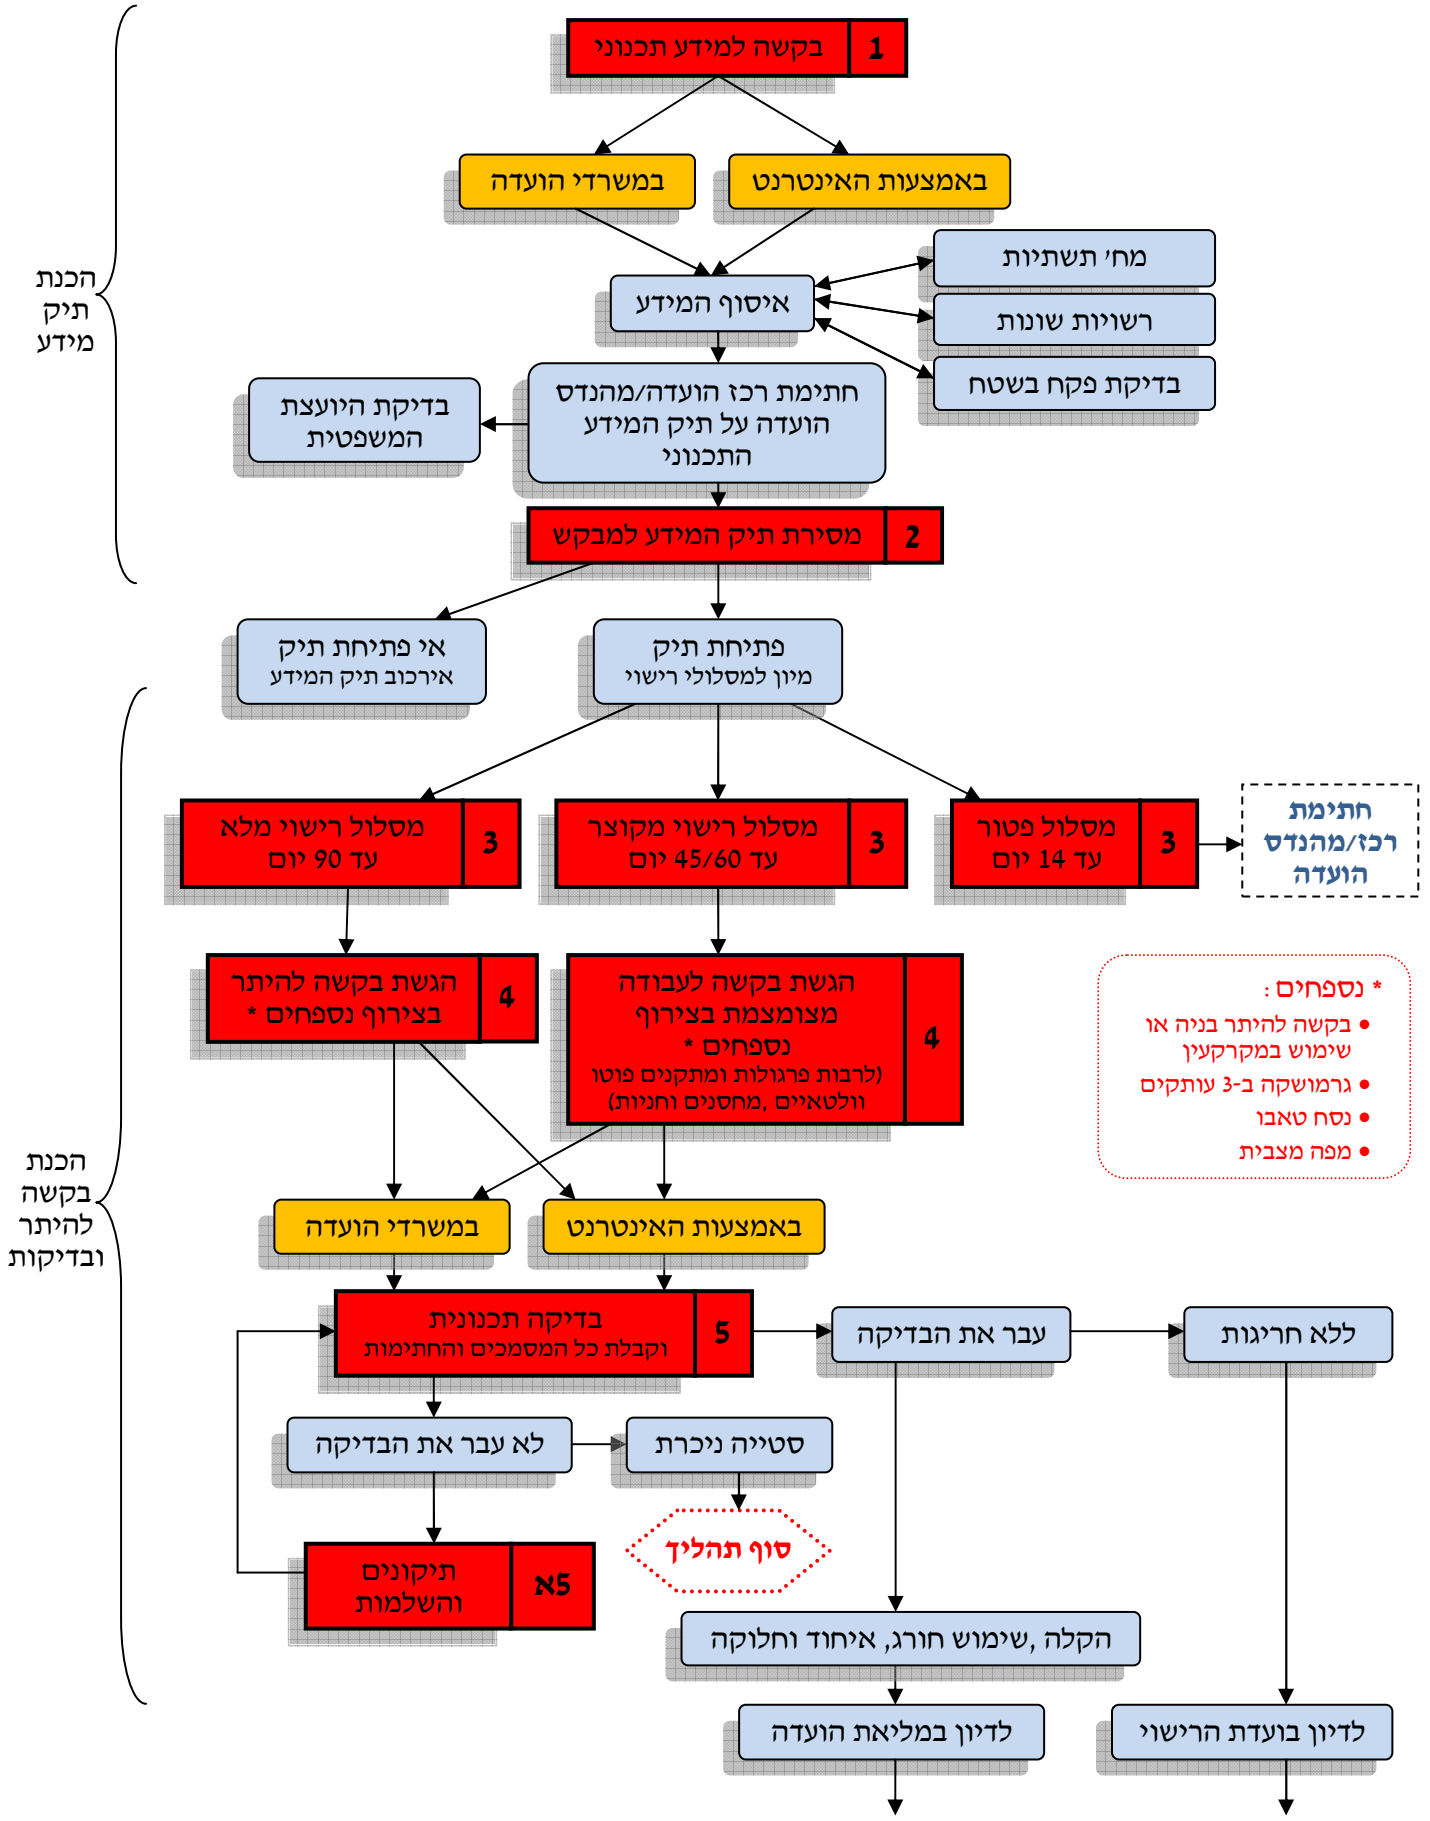 1 בקשה למידע תכנוני
באמצעות האינטרנט
במשרדי הועדה
מח' תשתיות
רשויות שונות
בדיקת פקח בשטח
איסוף המידע
הכנת
תיק
מידע
חתימת רכז הועדה/מהנדס
הועדה על תיק המידע
התכנוני
בדיקת היועצת
המשפטית
2 מסירת תיק המידע למבקש
פתיחת תיק
מיון למסלולי רישוי
אי פתיחת תיק
אירכוב תיק המידע
חתימת
רכז/מהנדס
הועדה
3 מסלול פטור
עד 14 יום
3 מסלול רישוי מקוצר
עד 45/60 יום
3 מסלול רישוי מלא
עד 90 יום
* נספחים :
• בקשה להיתר בניה או
שימוש במקרקעין
• גרמושקה ב-3 עותקים
• נסח טאבו
• מפה מצבית
4 הגשת בקשה לעבודה
מצומצמת בצירוף
נספחים *
(לרבות פרגולות ומתקנים פוטו
וולטאיים ,מחסנים וחניות)
4 הגשת בקשה להיתר
בצירוף נספחים *
הכנת
בקשה
להיתר
ובדיקות
באמצעות האינטרנט
במשרדי הועדה
5 בדיקה תכנונית
וקבלת כל המסמכים והחתימות
עבר את הבדיקה
ללא חריגות
לא עבר את הבדיקה
סטייה ניכרת
סוף תהליך
5א תיקונים
והשלמות
הקלה ,שימוש חורג, איחוד וחלוקה
לדיון במליאת הועדה
לדיון בועדת הרישוי